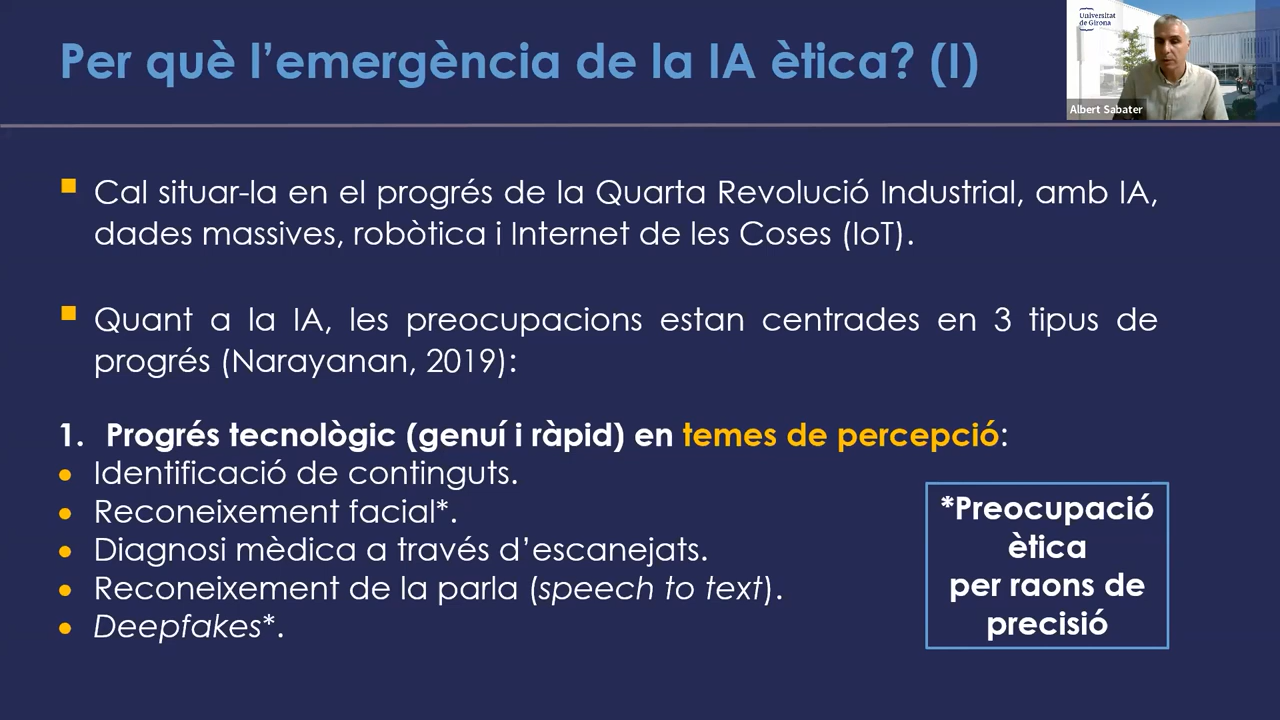 Per què l'emergència de la IA ètica? (I)
Universitat
de Girona
Albert Sabater
Cal situar-la en el progrés de la Quarta Revolució Industrial, amb IA,
dades massives, robòtica i Internet de les Coses (IoT).
Quant a la IA, les preocupacions estan centrades en 3 tipus de
progrés (Narayanan, 2019):
1. Progrés tecnològic (genuí i ràpid) en temes de percepció:
Identificació de continguts.
Reconeixement facial*.
Diagnosi mèdica a través d'escanejats.
Reconeixement de la parla (speech to text).
Deepfakes*.
*Preocupació
ètica
per raons de
precisió